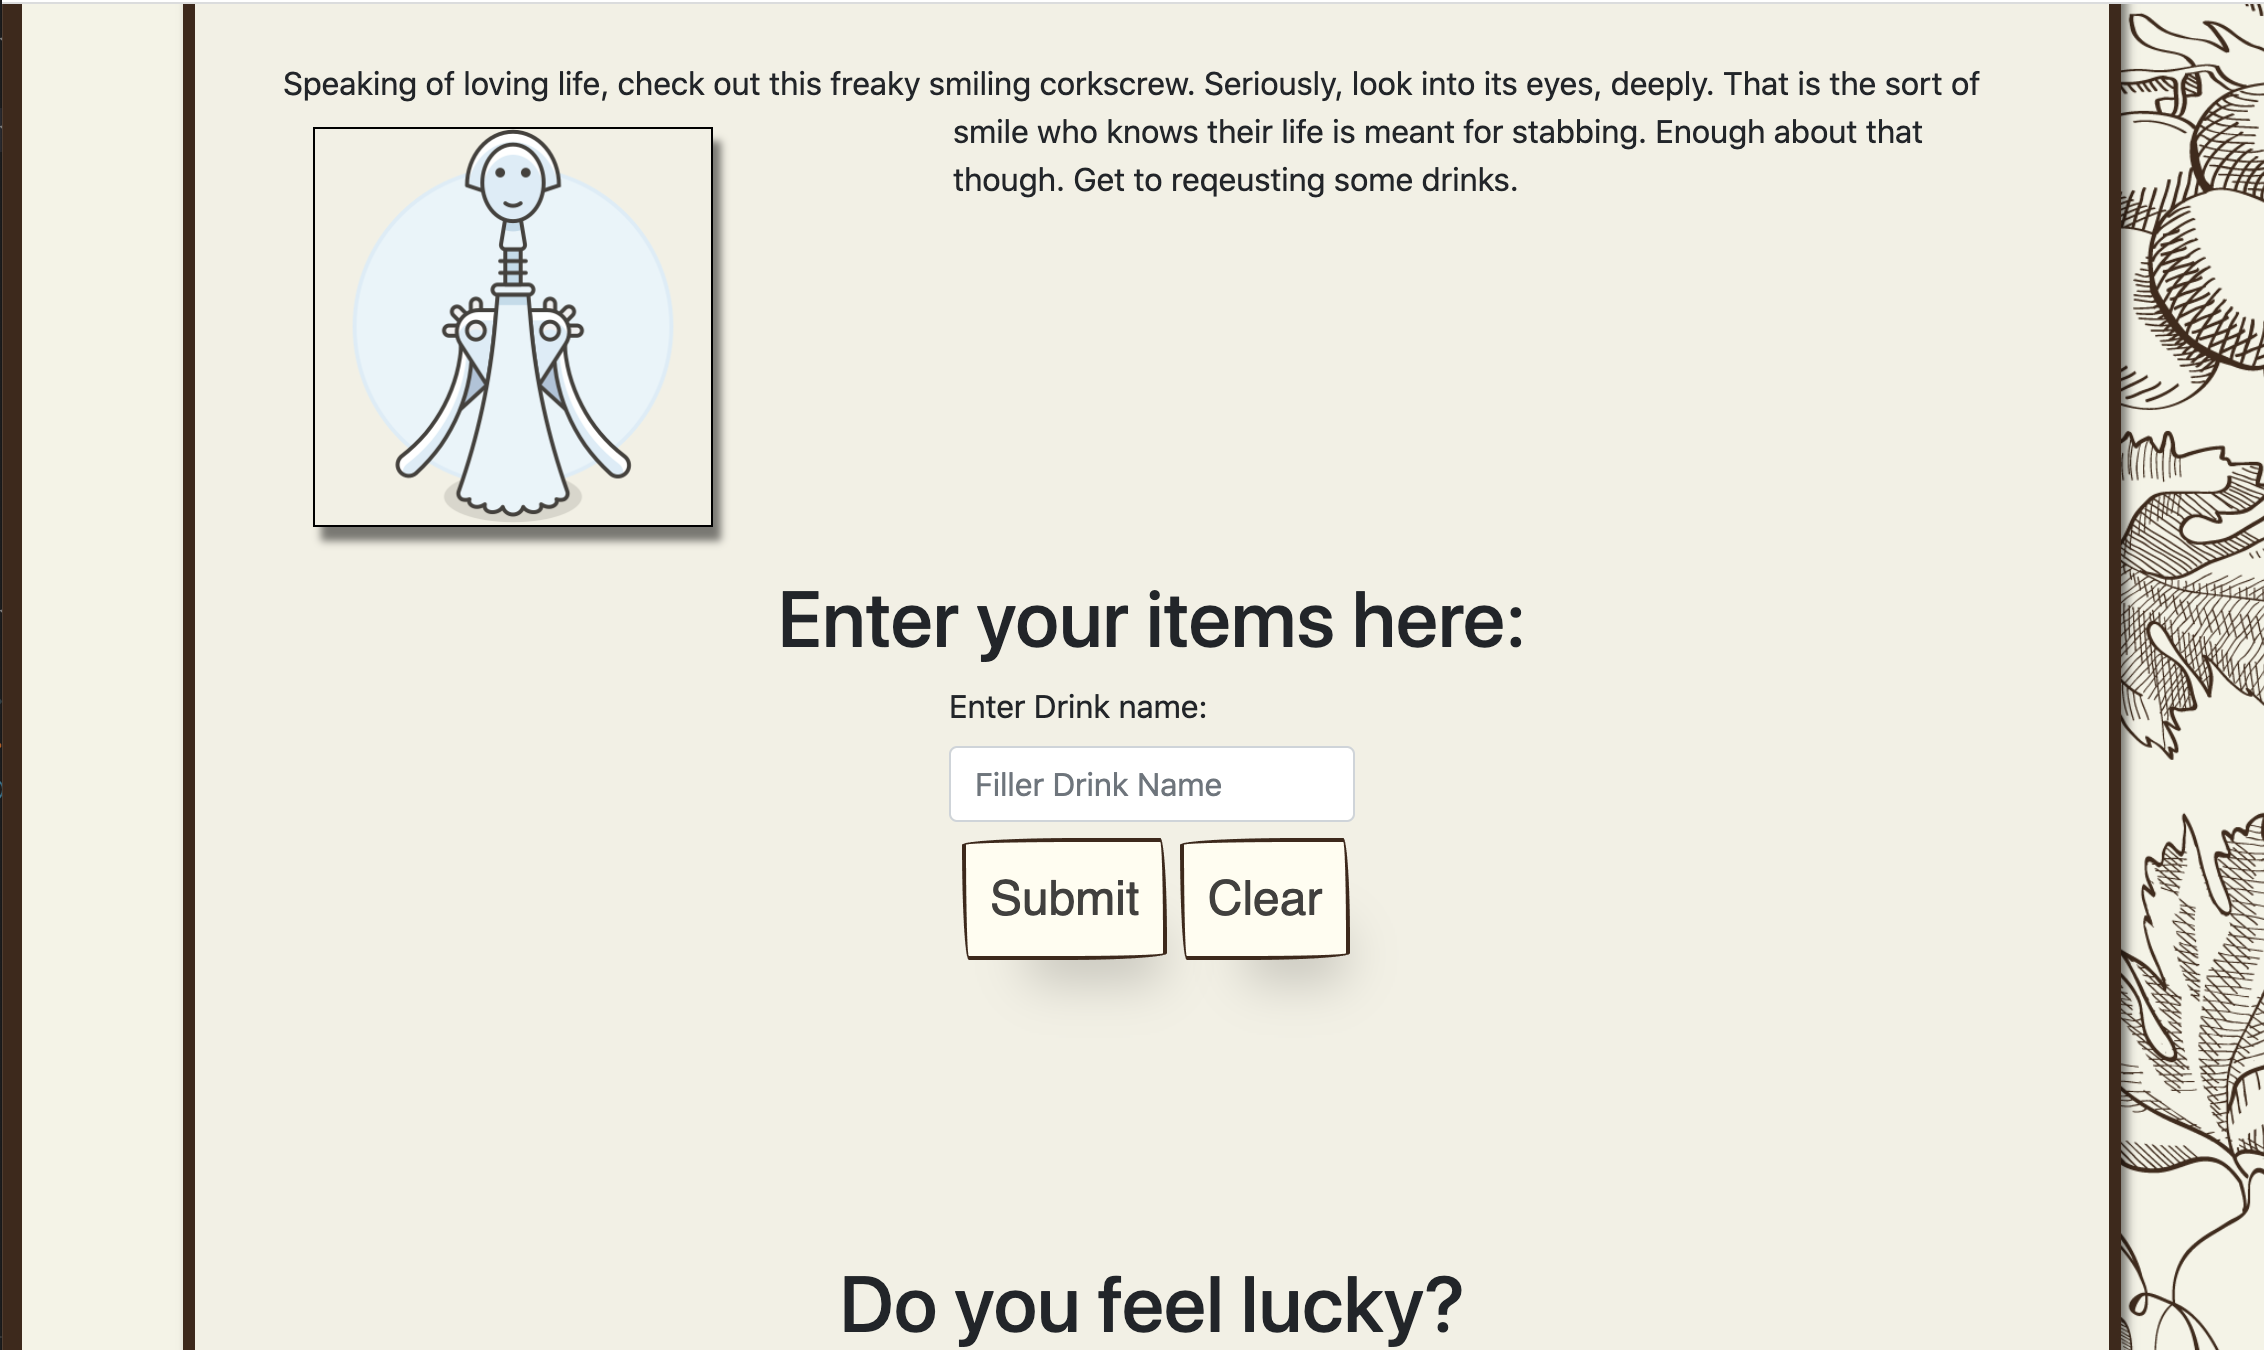 Speaking of loving life, check out this freaky smiling corkscrew. Seriously, look into its eyes, deeply. That is the sort of
smile who knows their life is meant for stabbing. Enough about that
though. Get to reqeusting some drinks.
Enter your items here:
Enter Drink name:
Filler Drink Name
Submit Clear
Do you feel lucky?